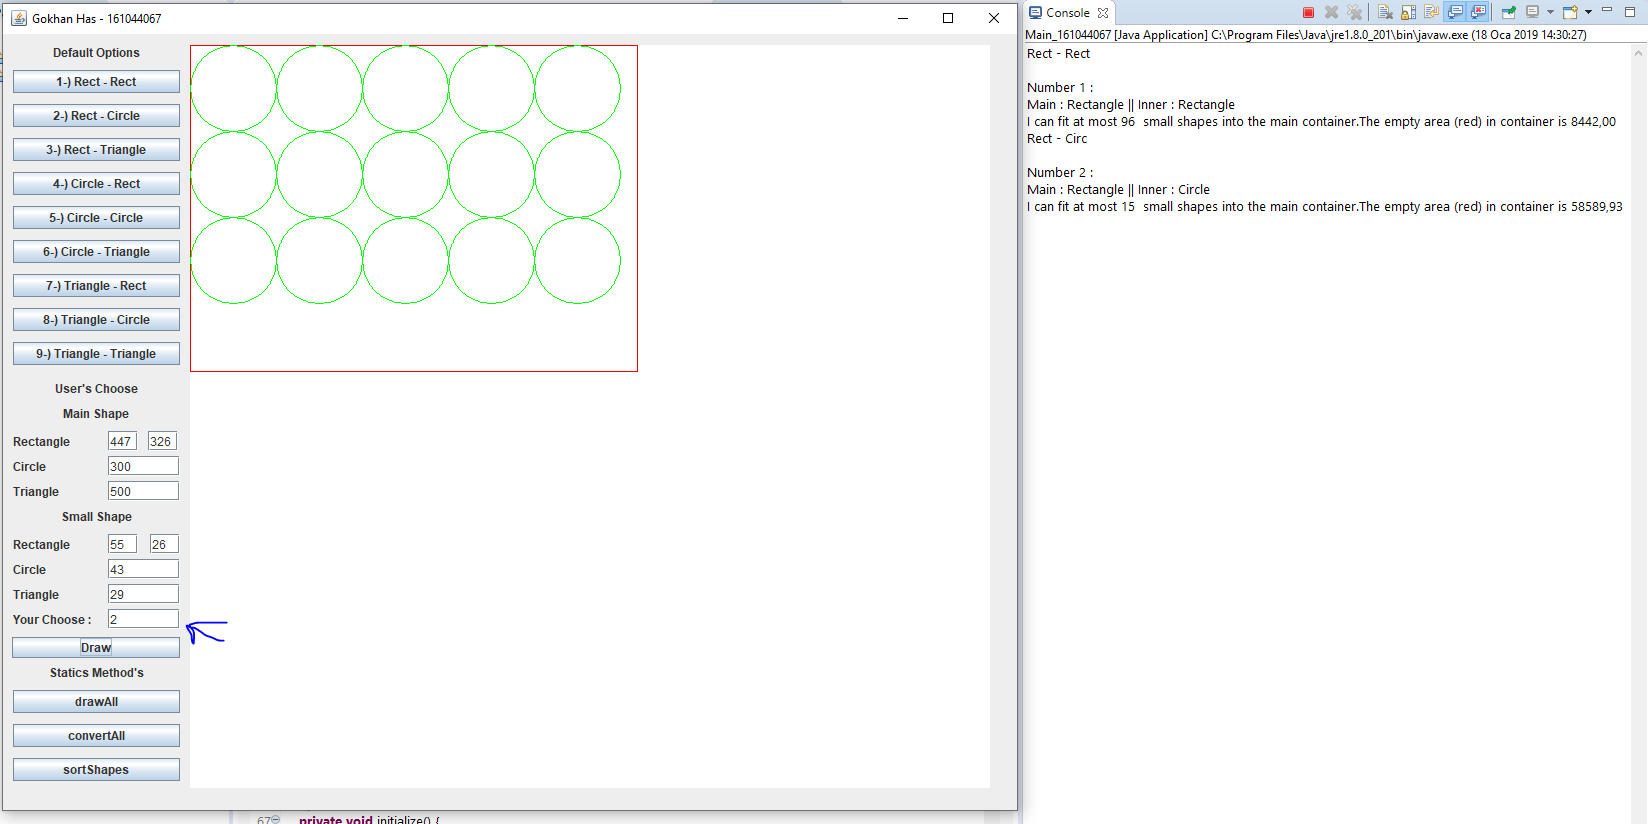 Gokhan Has - 161044067
Default Options
1-) Rect - Rect
2-) Rect - Circle
3-) Rect - Triangle
4-) Circle - Rect
5-) Circle - Circle
6-) Circle - Triangle
7-) Triangle - Rect
8-) Triangle - Circle
9-) Triangle - Triangle
User's Choose
Main Shape
Rectangle 447 326
Circle 300
Triangle 500
Small Shape
Rectangle 55 26
Circle 43
Triangle 29
Your Choose : 2
Draw
Statics Method's
drawAll
convertAll
sortShapes
67 private void initialize() {
Console
Main_161044067 [Java Application] C:\Program Files\Java\jre1.8.0_201\bin\javaw.exe (18 Oca 2019 14:30:27)
Rect - Rect
Number 1 :
Main : Rectangle || Inner : Rectangle
I can fit at most 96  small shapes into the main container.The empty area (red) in container is 8442,00
Rect - Circ
Number 2 :
Main : Rectangle || Inner : Circle
I can fit at most 15  small shapes into the main container.The empty area (red) in container is 58589,93